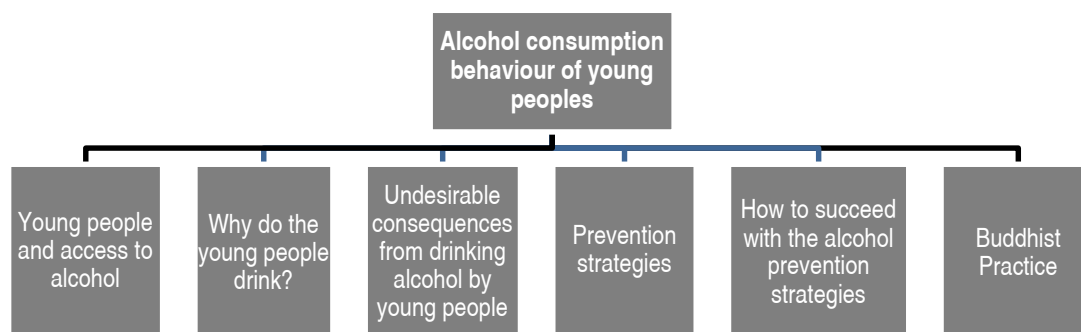 Alcohol consumption
behaviour of young
peoples
Young people
and access to
alcohol
Why do the
young people
drink?
Undesirable
consequences
from drinking
alcohol by
young people
Prevention
strategies
How to succeed
with the alcohol
prevention
strategies
Buddhist
Practice